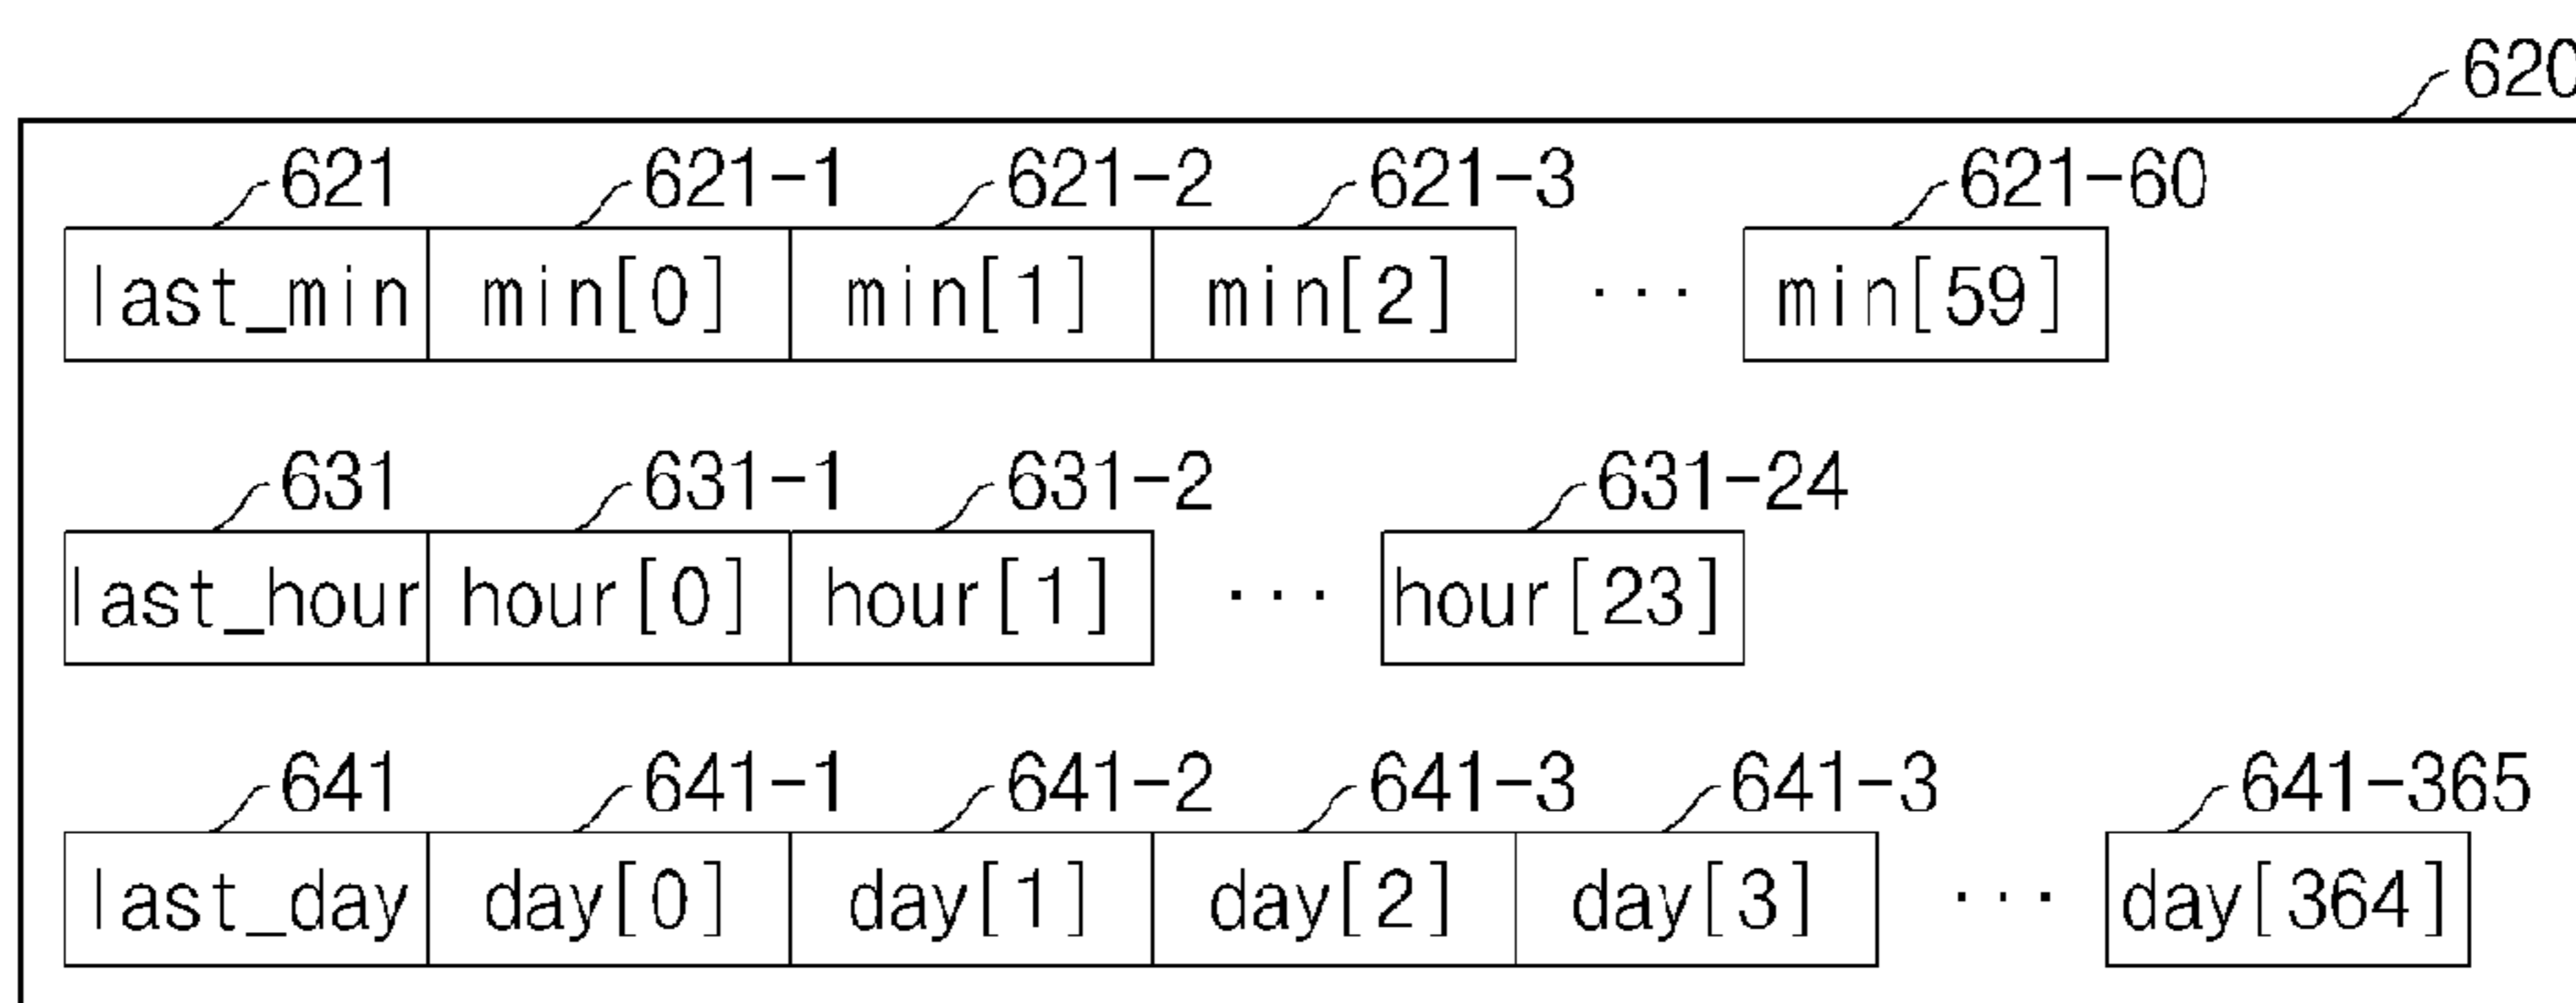 620
621 621-1 621-2 621-3 621-60
last_min min[0] min[1] min[2] ··· min[59]
631 631-1 631-2 631-24
last_hour hour[0] hour[1] ··· hour[23]
641 641-1 641-2 641-3 641-3 641-365
last_day day[0] day[1] day[2] day[3] ··· day[364]